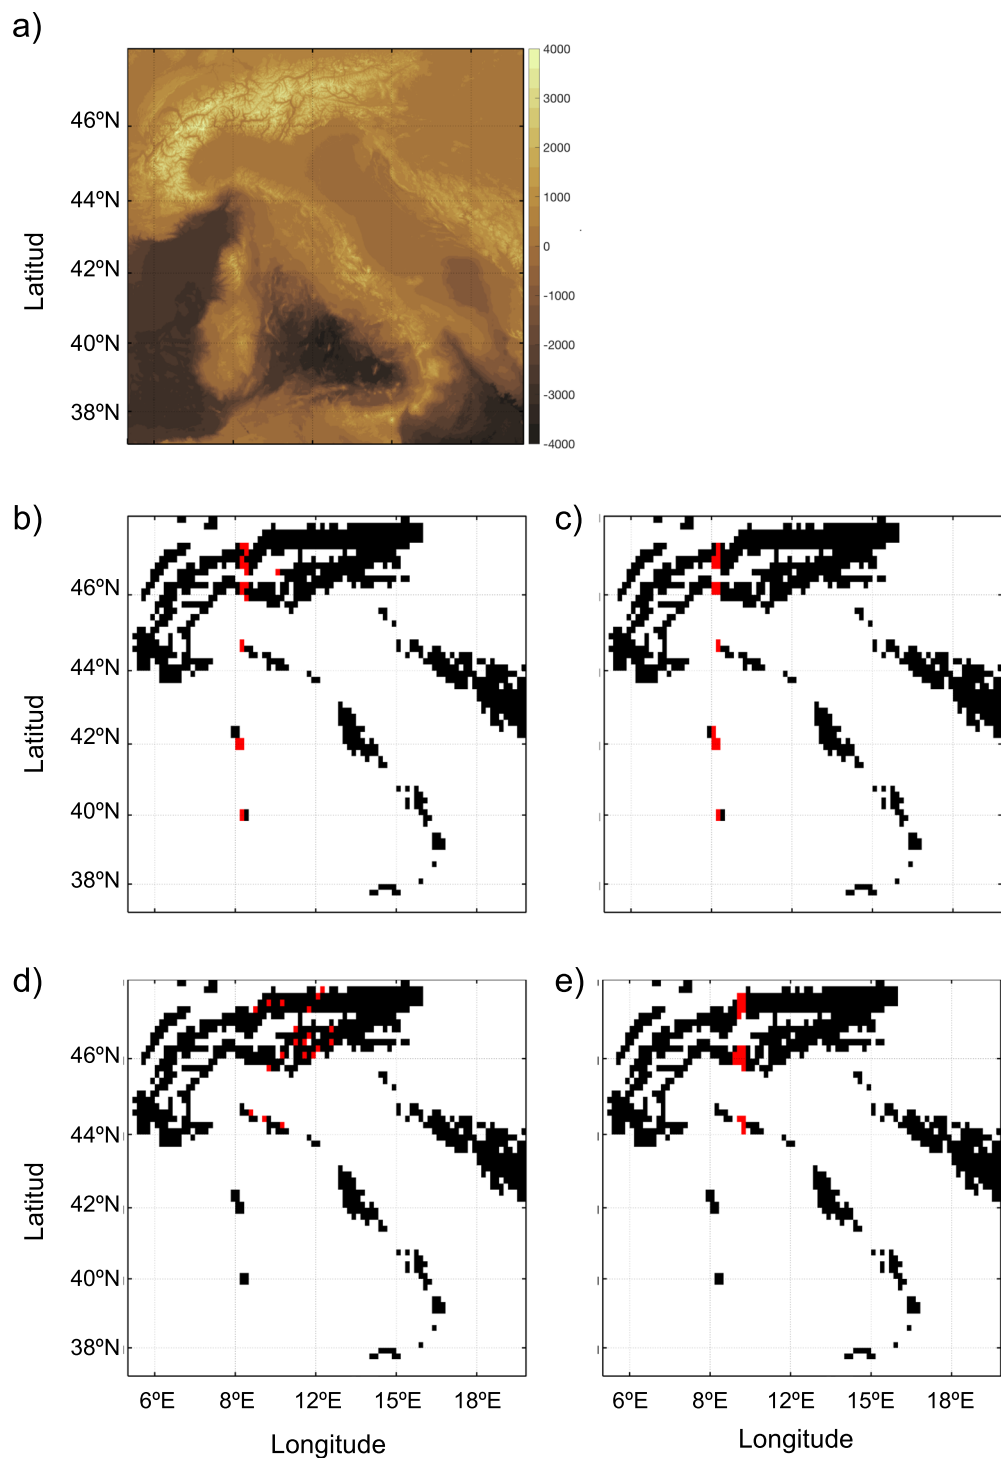 a)
4000
3000
2000
1000
0
-1000
-2000
-3000
-4000
46ºN
44ºN
42ºN
40ºN
38ºN
Latitud
b)
46ºN
44ºN
42ºN
40ºN
38ºN
Latitud
c)
d)
46ºN
44ºN
42ºN
40ºN
38ºN
Latitud
6ºE 8ºE 12ºE 15ºE 18ºE
Longitude
e)
6ºE 8ºE 12ºE 15ºE 18ºE
Longitude